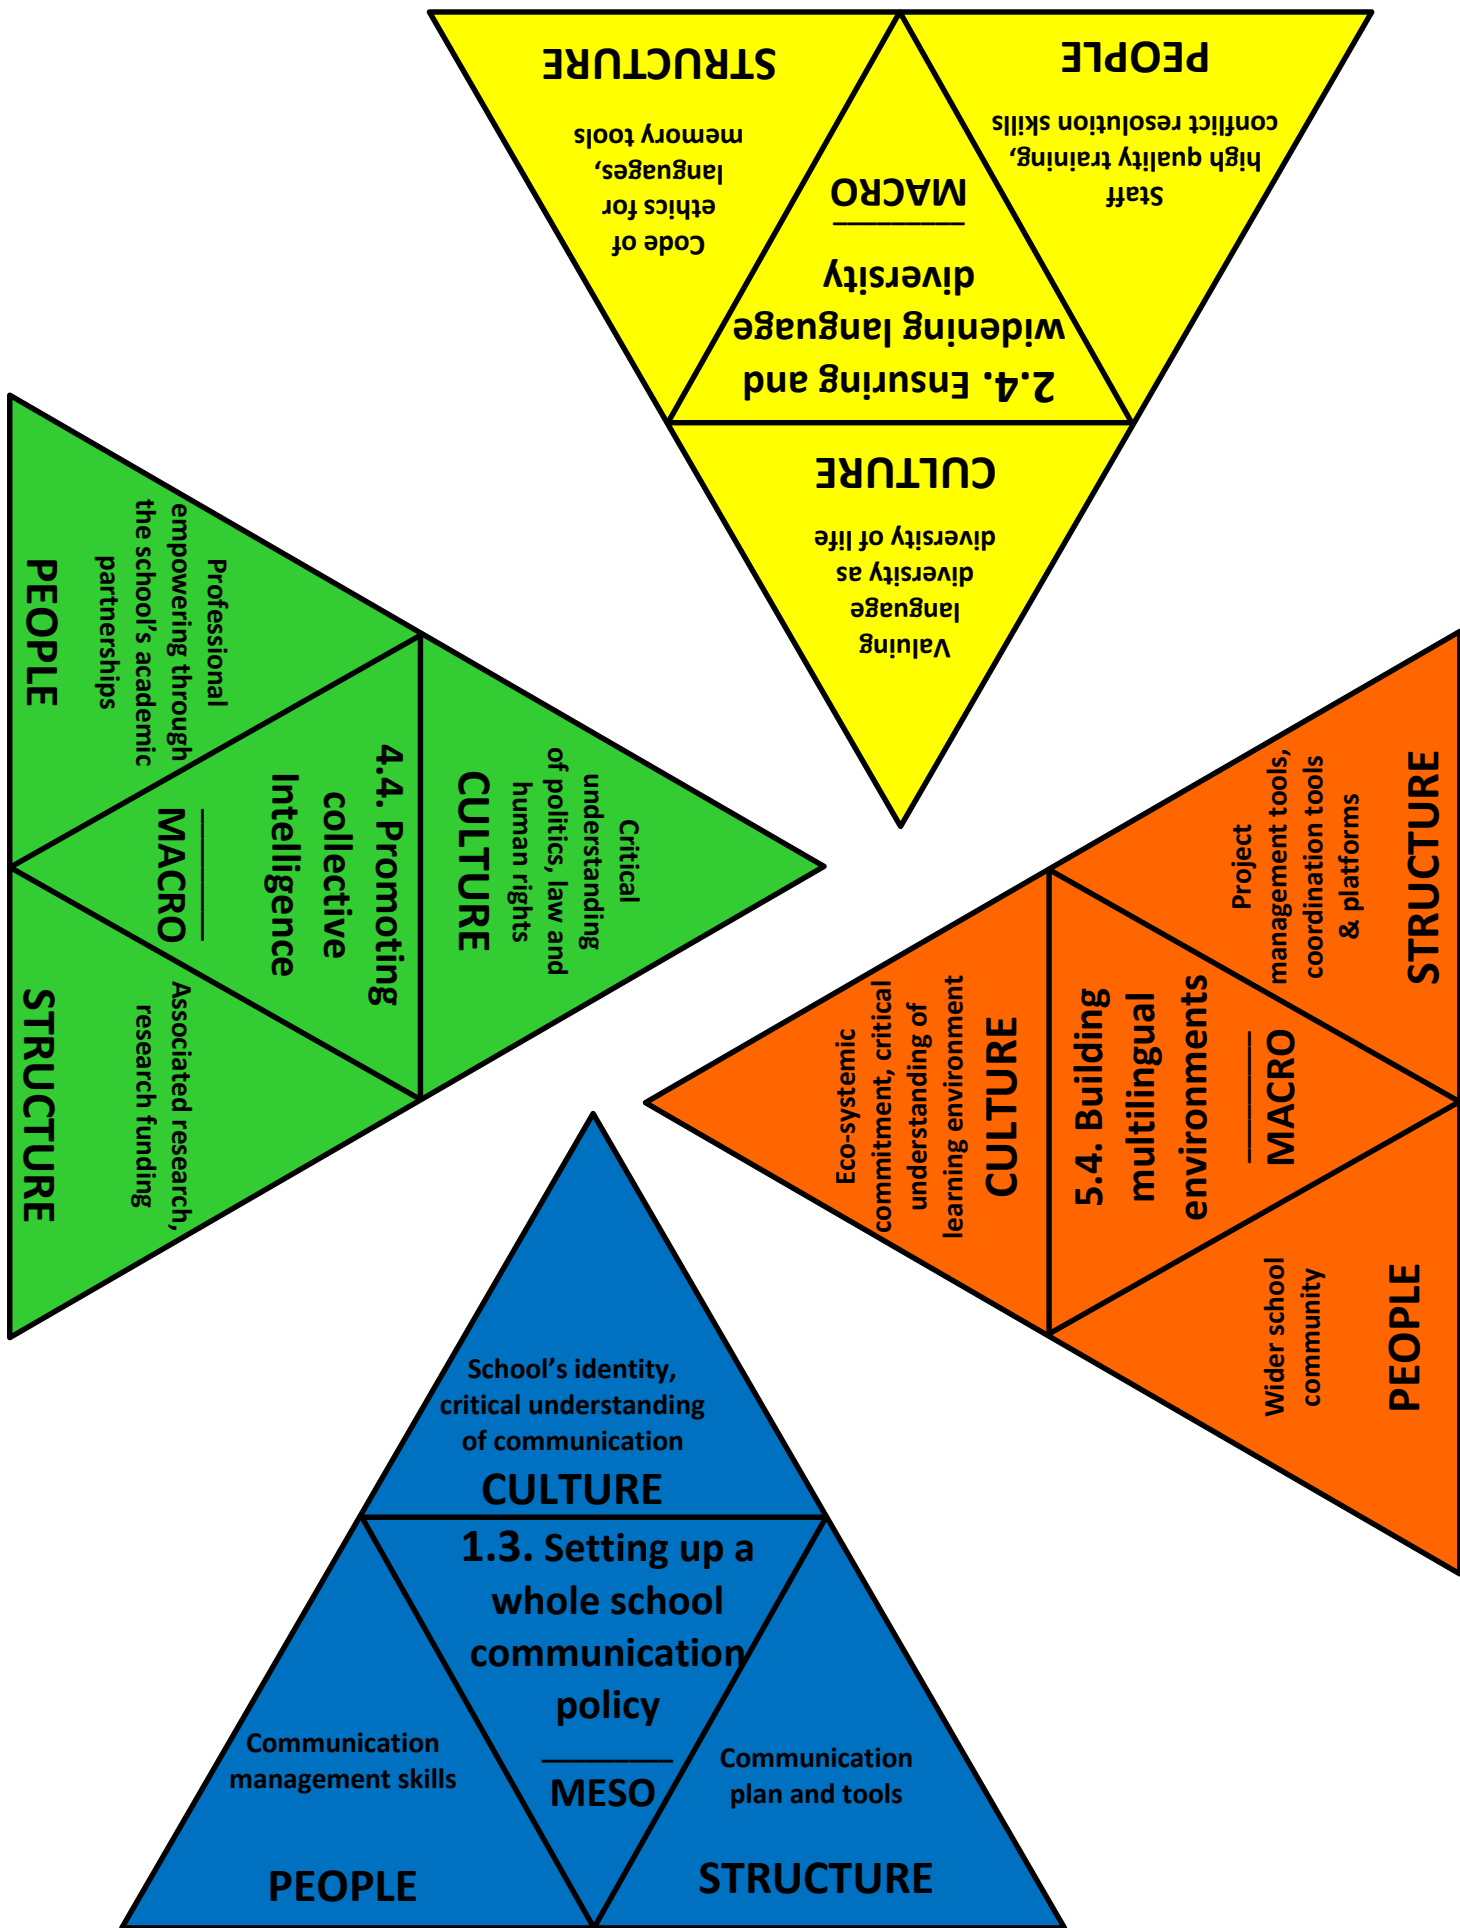 STRUCTURE
Code of
ethics for
languages,
memory tools
PEOPLE
Staff
high quality training,
conflict resolution skills
2.4. Ensuring and
widening language
diversity
_________
MACRO
Valuing
language
diversity as
diversity of life
CULTURE
Professional
empowering through
the school’s academic
partnerships
PEOPLE
Critical
understanding
of politics, law and
human rights
CULTURE
4.4. Promoting
collective
Intelligence
_________
MACRO
Associated research,
research funding
STRUCTURE
Project
management tools,
coordination tools
& platforms
STRUCTURE
Eco-systemic
commitment, critical
understanding of
learning environment
CULTURE
5.4. Building
multilingual
environments
_________
MACRO
Wider school
community
PEOPLE
School’s identity,
critical understanding
of communication
CULTURE
1.3. Setting up a
whole school
communication
policy
_________
MESO
Communication
management skills
PEOPLE
Communication
plan and tools
STRUCTURE